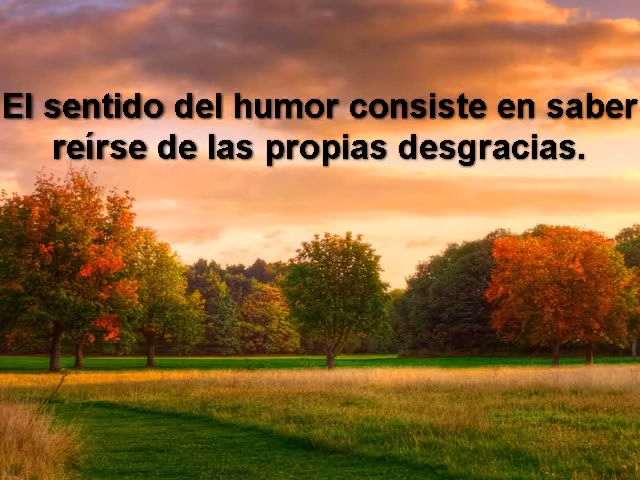 El sentido del humor consiste en saber
reírse de las propias desgracias.